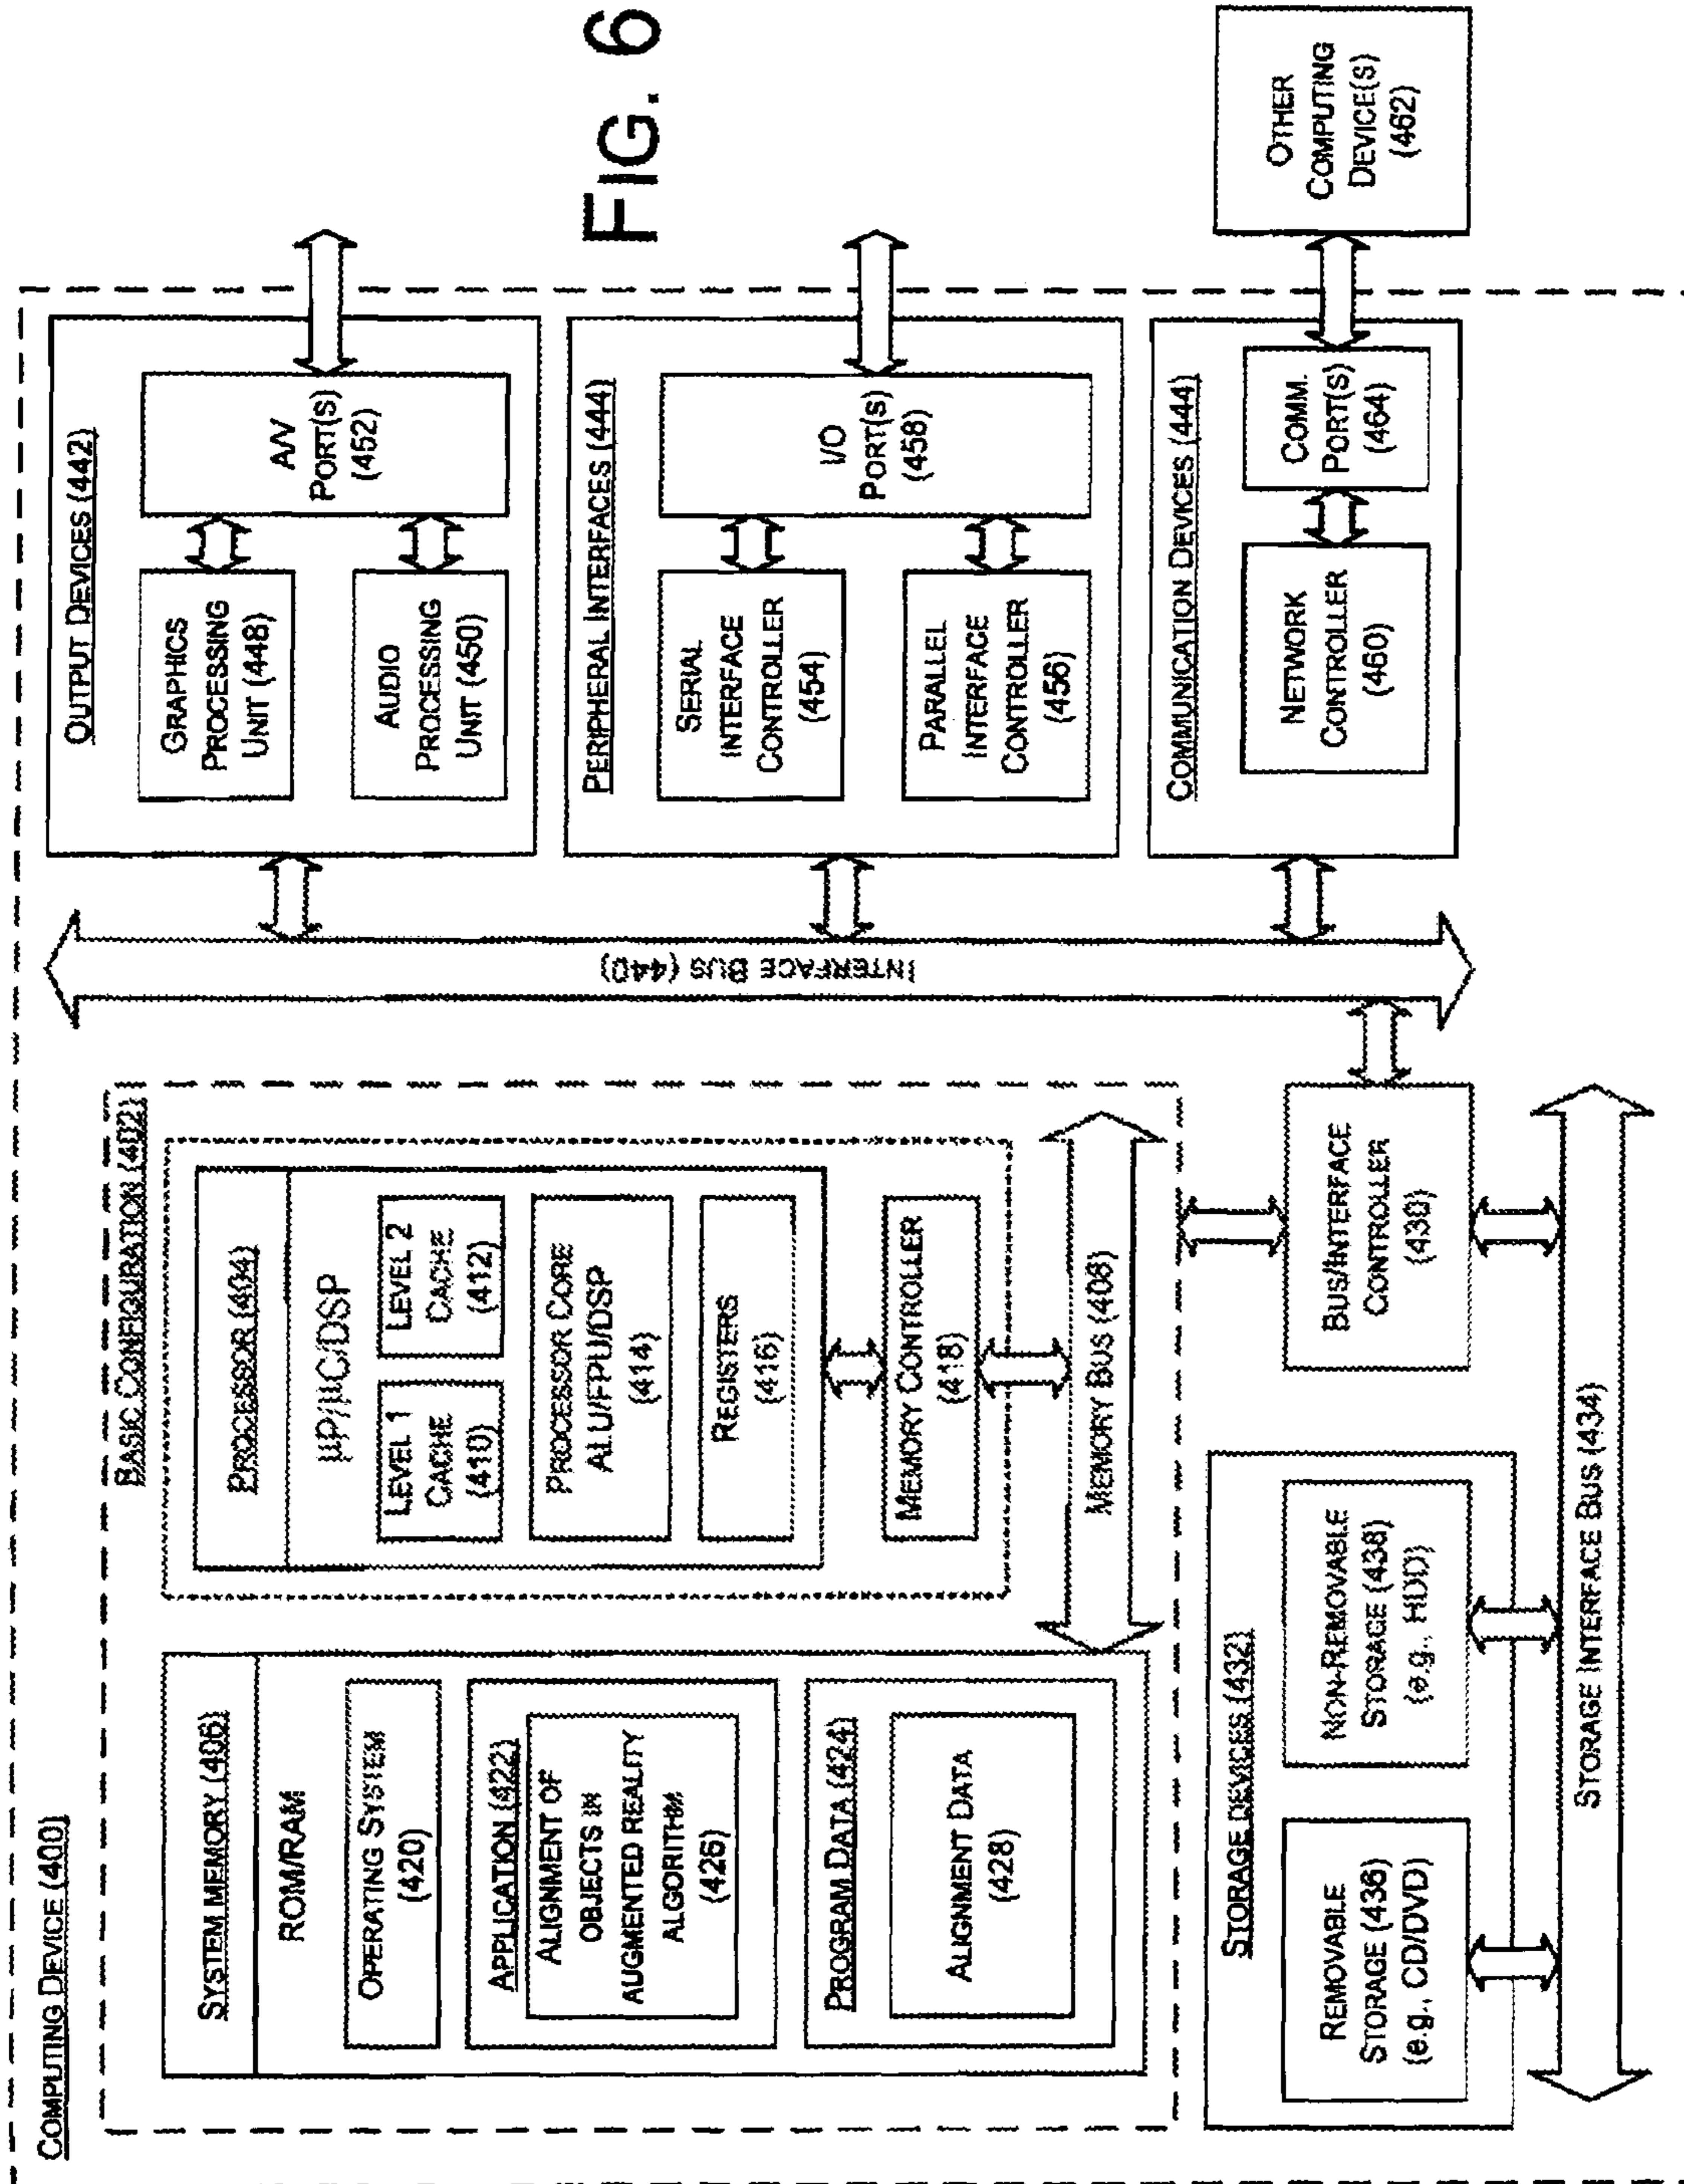 COMPUTING DEVICE (400)
BASIC CONFIGURATION (402)
SYSTEM MEMORY (406)
ROM/RAM
OPERATING SYSTEM
(420)
APPLICATION (422)
ALIGNMENT OF
OBJECTS IN
AUGMENTED REALITY
ALGORITHM
(426)
PROGRAM DATA (424)
ALIGNMENT DATA
(428)
PROCESSOR (404)
µP/µC/DSP
LEVEL 1
CACHE
(410)
LEVEL 2
CACHE
(412)
PROCESSOR CORE
ALU/FPU/DSP
(414)
REGISTERS
(416)
MEMORY CONTROLLER
(418)
MEMORY BUS (408)
BUS/INTERFACE
CONTROLLER
(430)
STORAGE DEVICES (432)
REMOVABLE
STORAGE (436)
(e.g., CD/DVD)
NON-REMOVABLE
STORAGE (438)
(e.g., HDD)
STORAGE INTERFACE BUS (434)
INTERFACE BUS (440)
OUTPUT DEVICES (442)
GRAPHICS
PROCESSING
UNIT (448)
AUDIO
PROCESSING
UNIT (450)
A/V
PORT(S)
(452)
PERIPHERAL INTERFACES (444)
SERIAL
INTERFACE
CONTROLLER
(454)
PARALLEL
INTERFACE
CONTROLLER
(456)
I/O
PORT(S)
(458)
COMMUNICATION DEVICES (444)
NETWORK
CONTROLLER
(460)
COMM.
PORT(S)
(464)
OTHER
COMPUTING
DEVICE(S)
(462)
FIG. 6